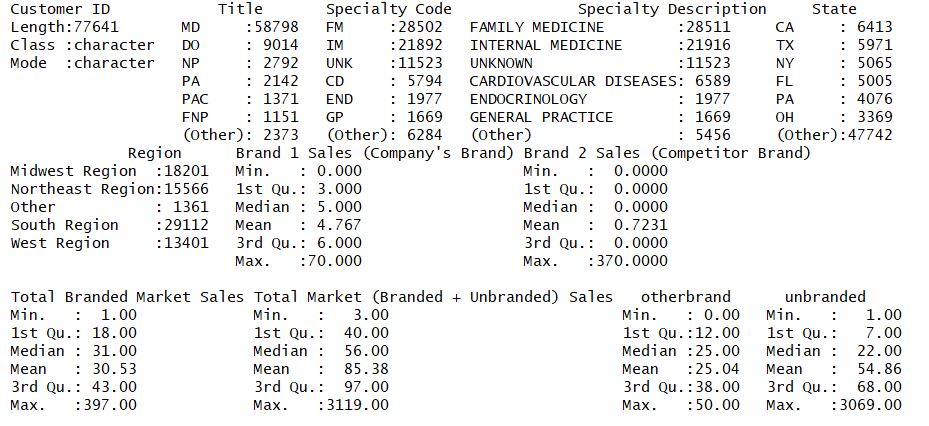 Customer ID Title Specialty Code Specialty Description State
Length:77641 MD :58798 FM :28502 FAMILY MEDICINE :28511 CA : 6413
Class :character DO : 9014 IM :21892 INTERNAL MEDICINE :21916 TX : 5971
Mode :character NP : 2792 UNK :11523 UNKNOWN :11523 NY : 5065
PA : 2142 CD : 5794 CARDIOVASCULAR DISEASES: 6589 FL : 5005
PAC : 1371 END : 1977 ENDOCRINOLOGY : 1977 PA : 4076
FNP : 1151 GP : 1669 GENERAL PRACTICE : 1669 OH : 3369
(Other): 2373 (Other): 6284 (Other) : 5456 (Other):47742
Region Brand 1 Sales (Company's Brand) Brand 2 Sales (Competitor Brand)
Midwest Region :18201 Min. : 0.000 Min. : 0.0000
Northeast Region:15566 1st Qu.: 3.000 1st Qu.: 0.0000
Other : 1361 Median : 5.000 Median : 0.0000
South Region :29112 Mean : 4.767 Mean : 0.7231
West Region :13401 3rd Qu.: 6.000 3rd Qu.: 0.0000
Max. :70.000 Max. :370.0000
Total Branded Market Sales Total Market (Branded + Unbranded) Sales otherbrand unbranded
Min. : 1.00 Min. : 3.00 Min. : 0.00 Min. : 1.00
1st Qu.: 18.00 1st Qu.: 40.00 1st Qu.:12.00 1st Qu.: 7.00
Median : 31.00 Median : 56.00 Median :25.00 Median : 22.00
Mean : 30.53 Mean : 85.38 Mean :25.04 Mean : 54.86
3rd Qu.: 43.00 3rd Qu.: 97.00 3rd Qu.:38.00 3rd Qu.: 68.00
Max. :397.00 Max. :3119.00 Max. :50.00 Max. :3069.00